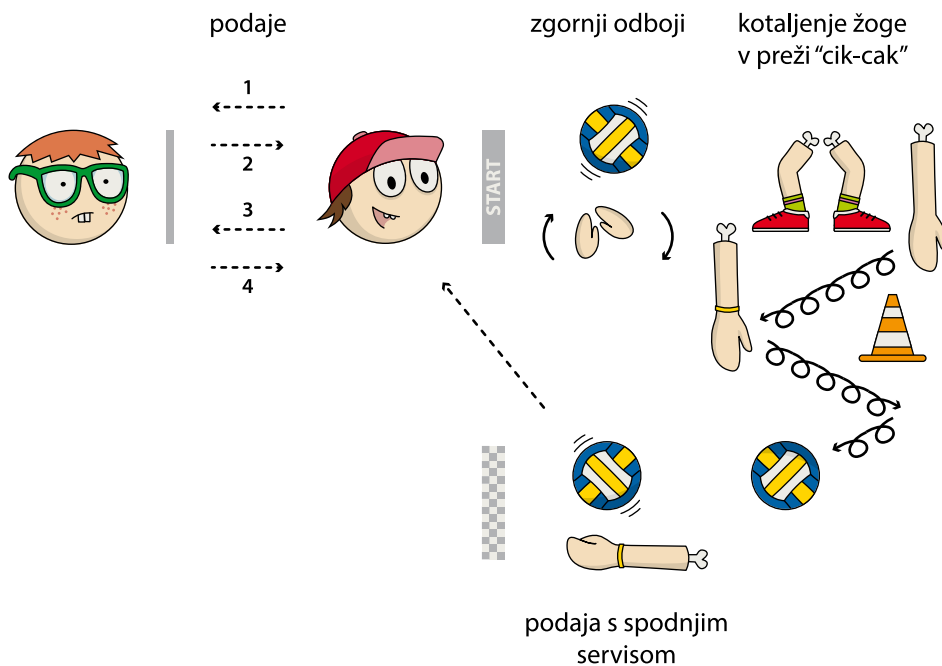 podaje
zgornji odboji
kotaljenje žoge
v preži “cik-cak”
1
2
3
4
START
podaja s spodnjim
servisom